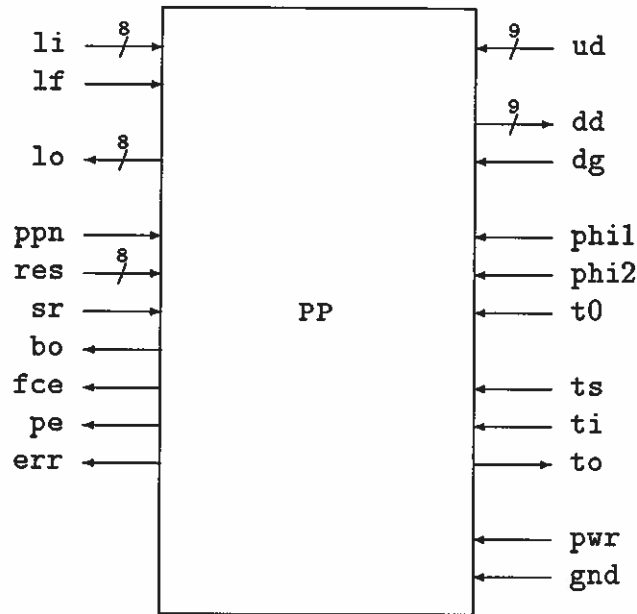 li 8 9 ud
lf
9 dd
lo 8 dg
ppn phi1
res 8 phi2
sr PP t0
bo
fce ts
pe ti
err to
pwr
gnd